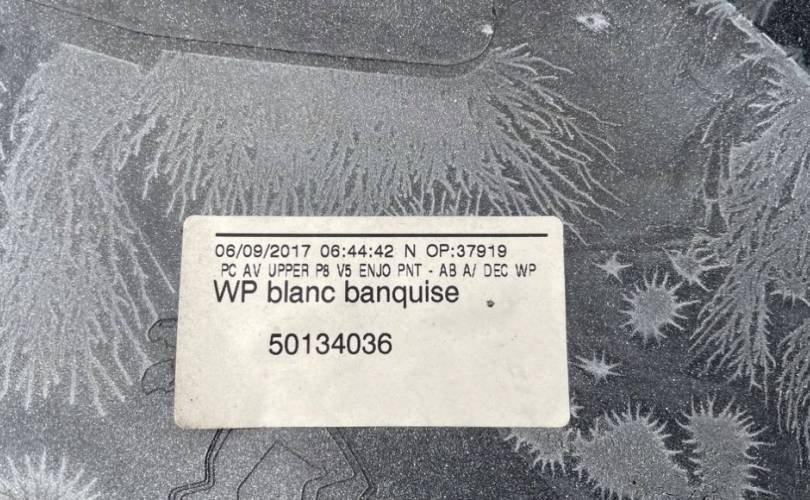 06/09/2017 06:44:42 N OP:37919
PC AV UPPER P8 V5 ENJO PNT - AB A/ DEC WP
WP blanc banquise
50134036